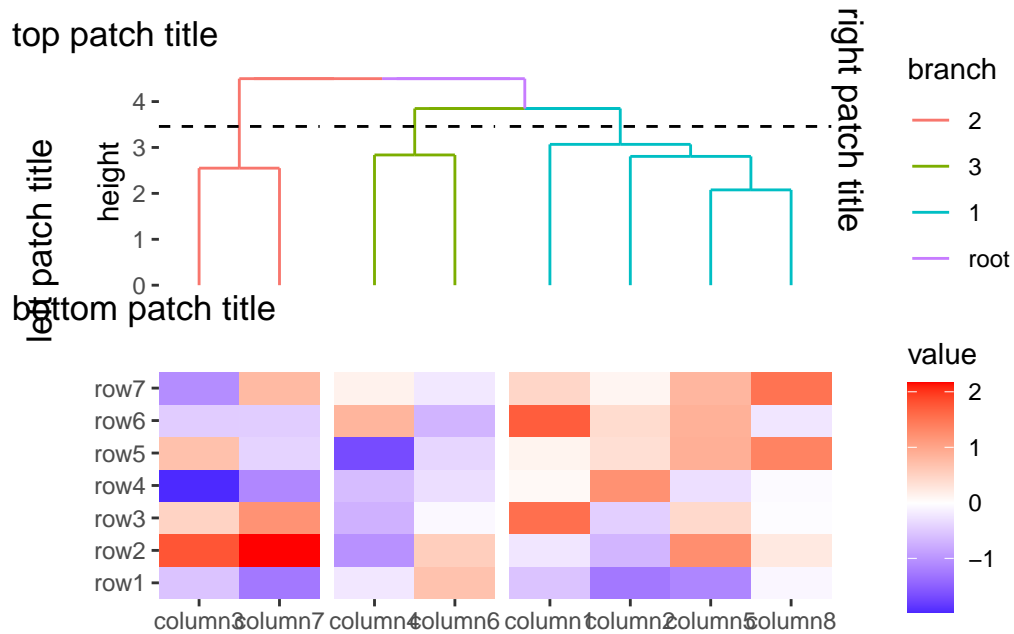 top patch title
right patch title
left patch title
height
4
3
2
1
0
branch
2
3
1
root
bottom patch title
row7
row6
row5
row4
row3
row2
row1
column3
column7
column4
column6
column1
column2
column5
column8
value
2
1
0
−1